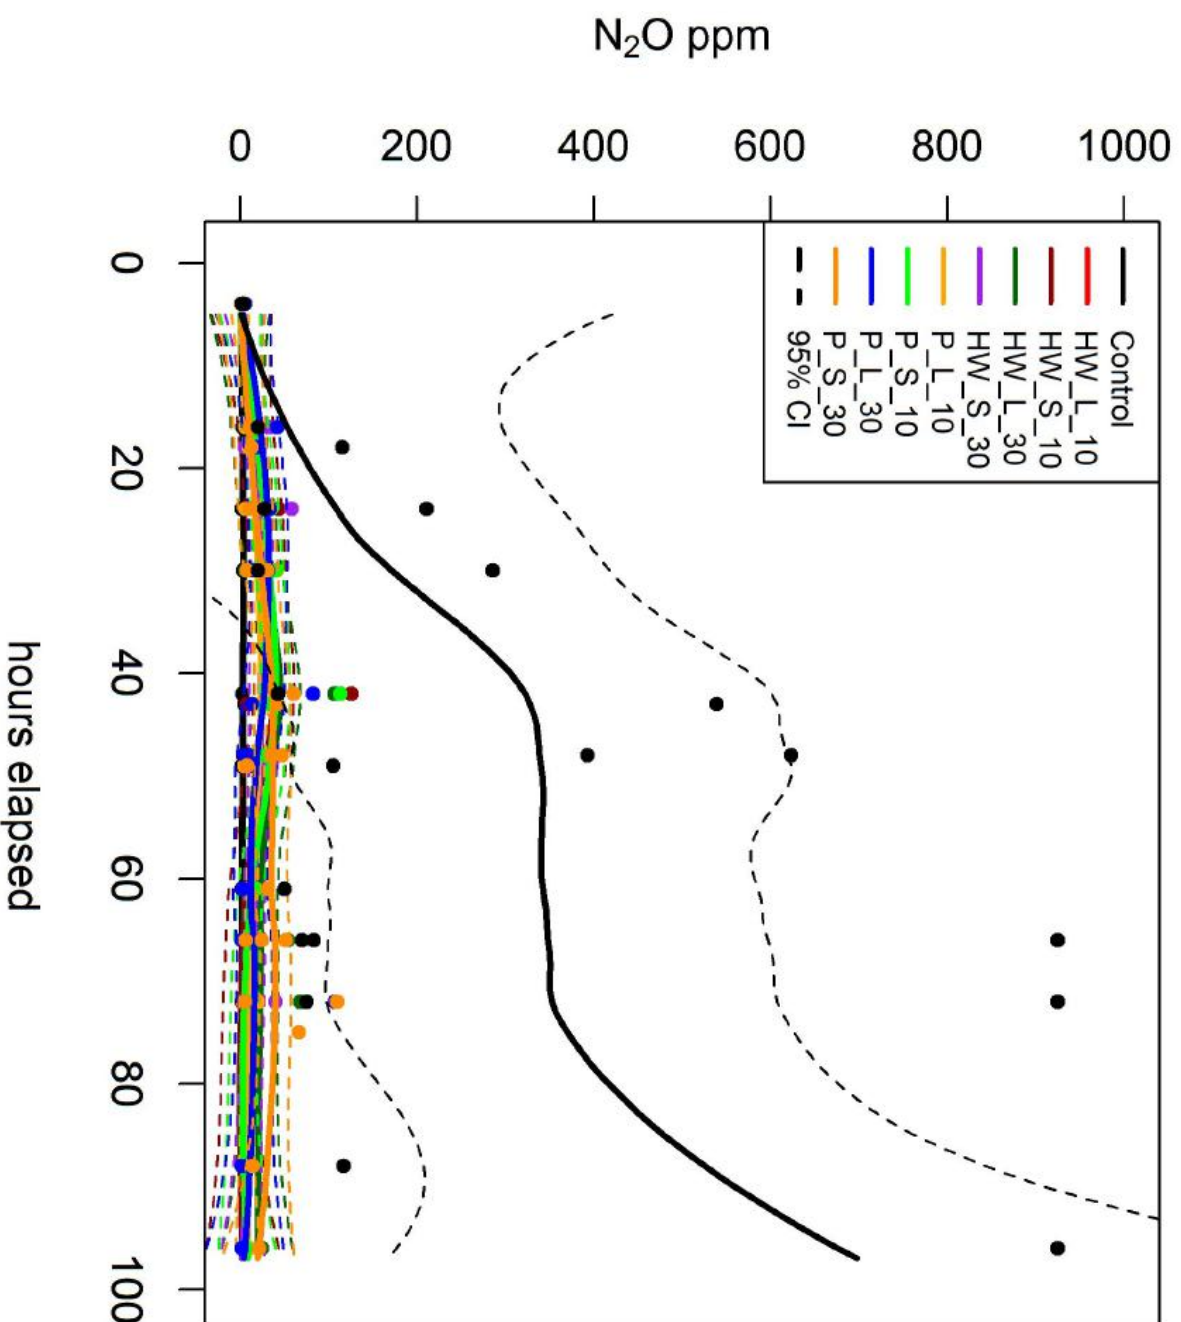 N₂O ppm
0 200 400 600 800 1000
0
20
40
60
80
100
hours elapsed
Control
HW_L_10
HW_S_10
HW_L_30
HW_S_30
P_L_10
P_S_10
P_L_30
P_S_30
95% CI